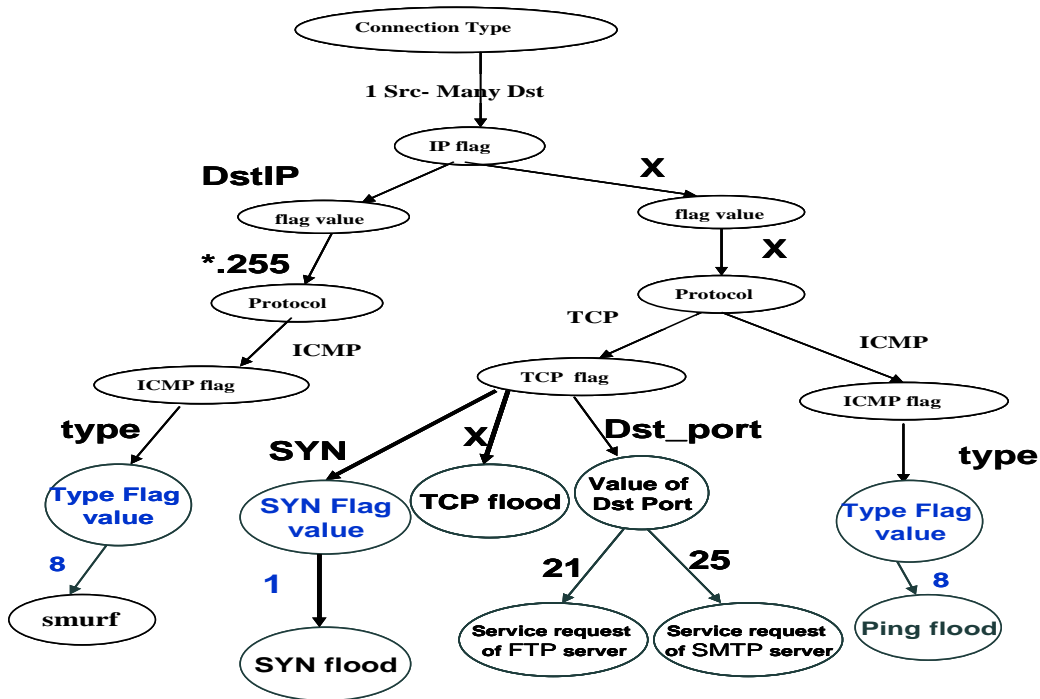 Connection Type
1 Src- Many Dst
IP flag
DstIP
X
flag value
flag value
*.255
X
Protocol
Protocol
TCP
ICMP
ICMP
ICMP flag
TCP flag
ICMP flag
type
SYN
X
Dst_port
type
Type Flag
value
SYN Flag
value
TCP flood
Value of
Dst Port
Type Flag
value
8
1
21
25
8
smurf
SYN flood
Service request
of FTP server
Service request
of SMTP server
Ping flood